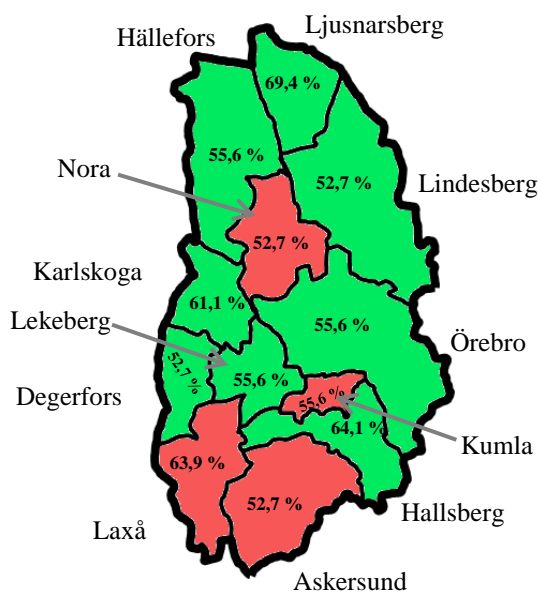 Ljusnarsberg
Hällefors
69,4 %
55,6 %
Nora
52,7 %
Lindesberg
52,7 %
Karlskoga
61,1 %
Lekeberg
55,6 %
Örebro
52,7 %
55,6 %
Degerfors
55,6 %
64,1 %
Kumla
63,9 %
52,7 %
Hallsberg
Laxå
Askersund